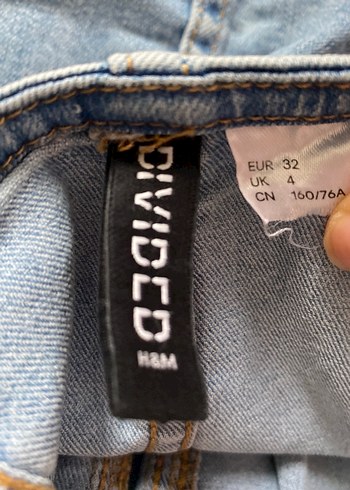 DIVIDED
H&M
EUR 32
UK 4
CN 160/76A